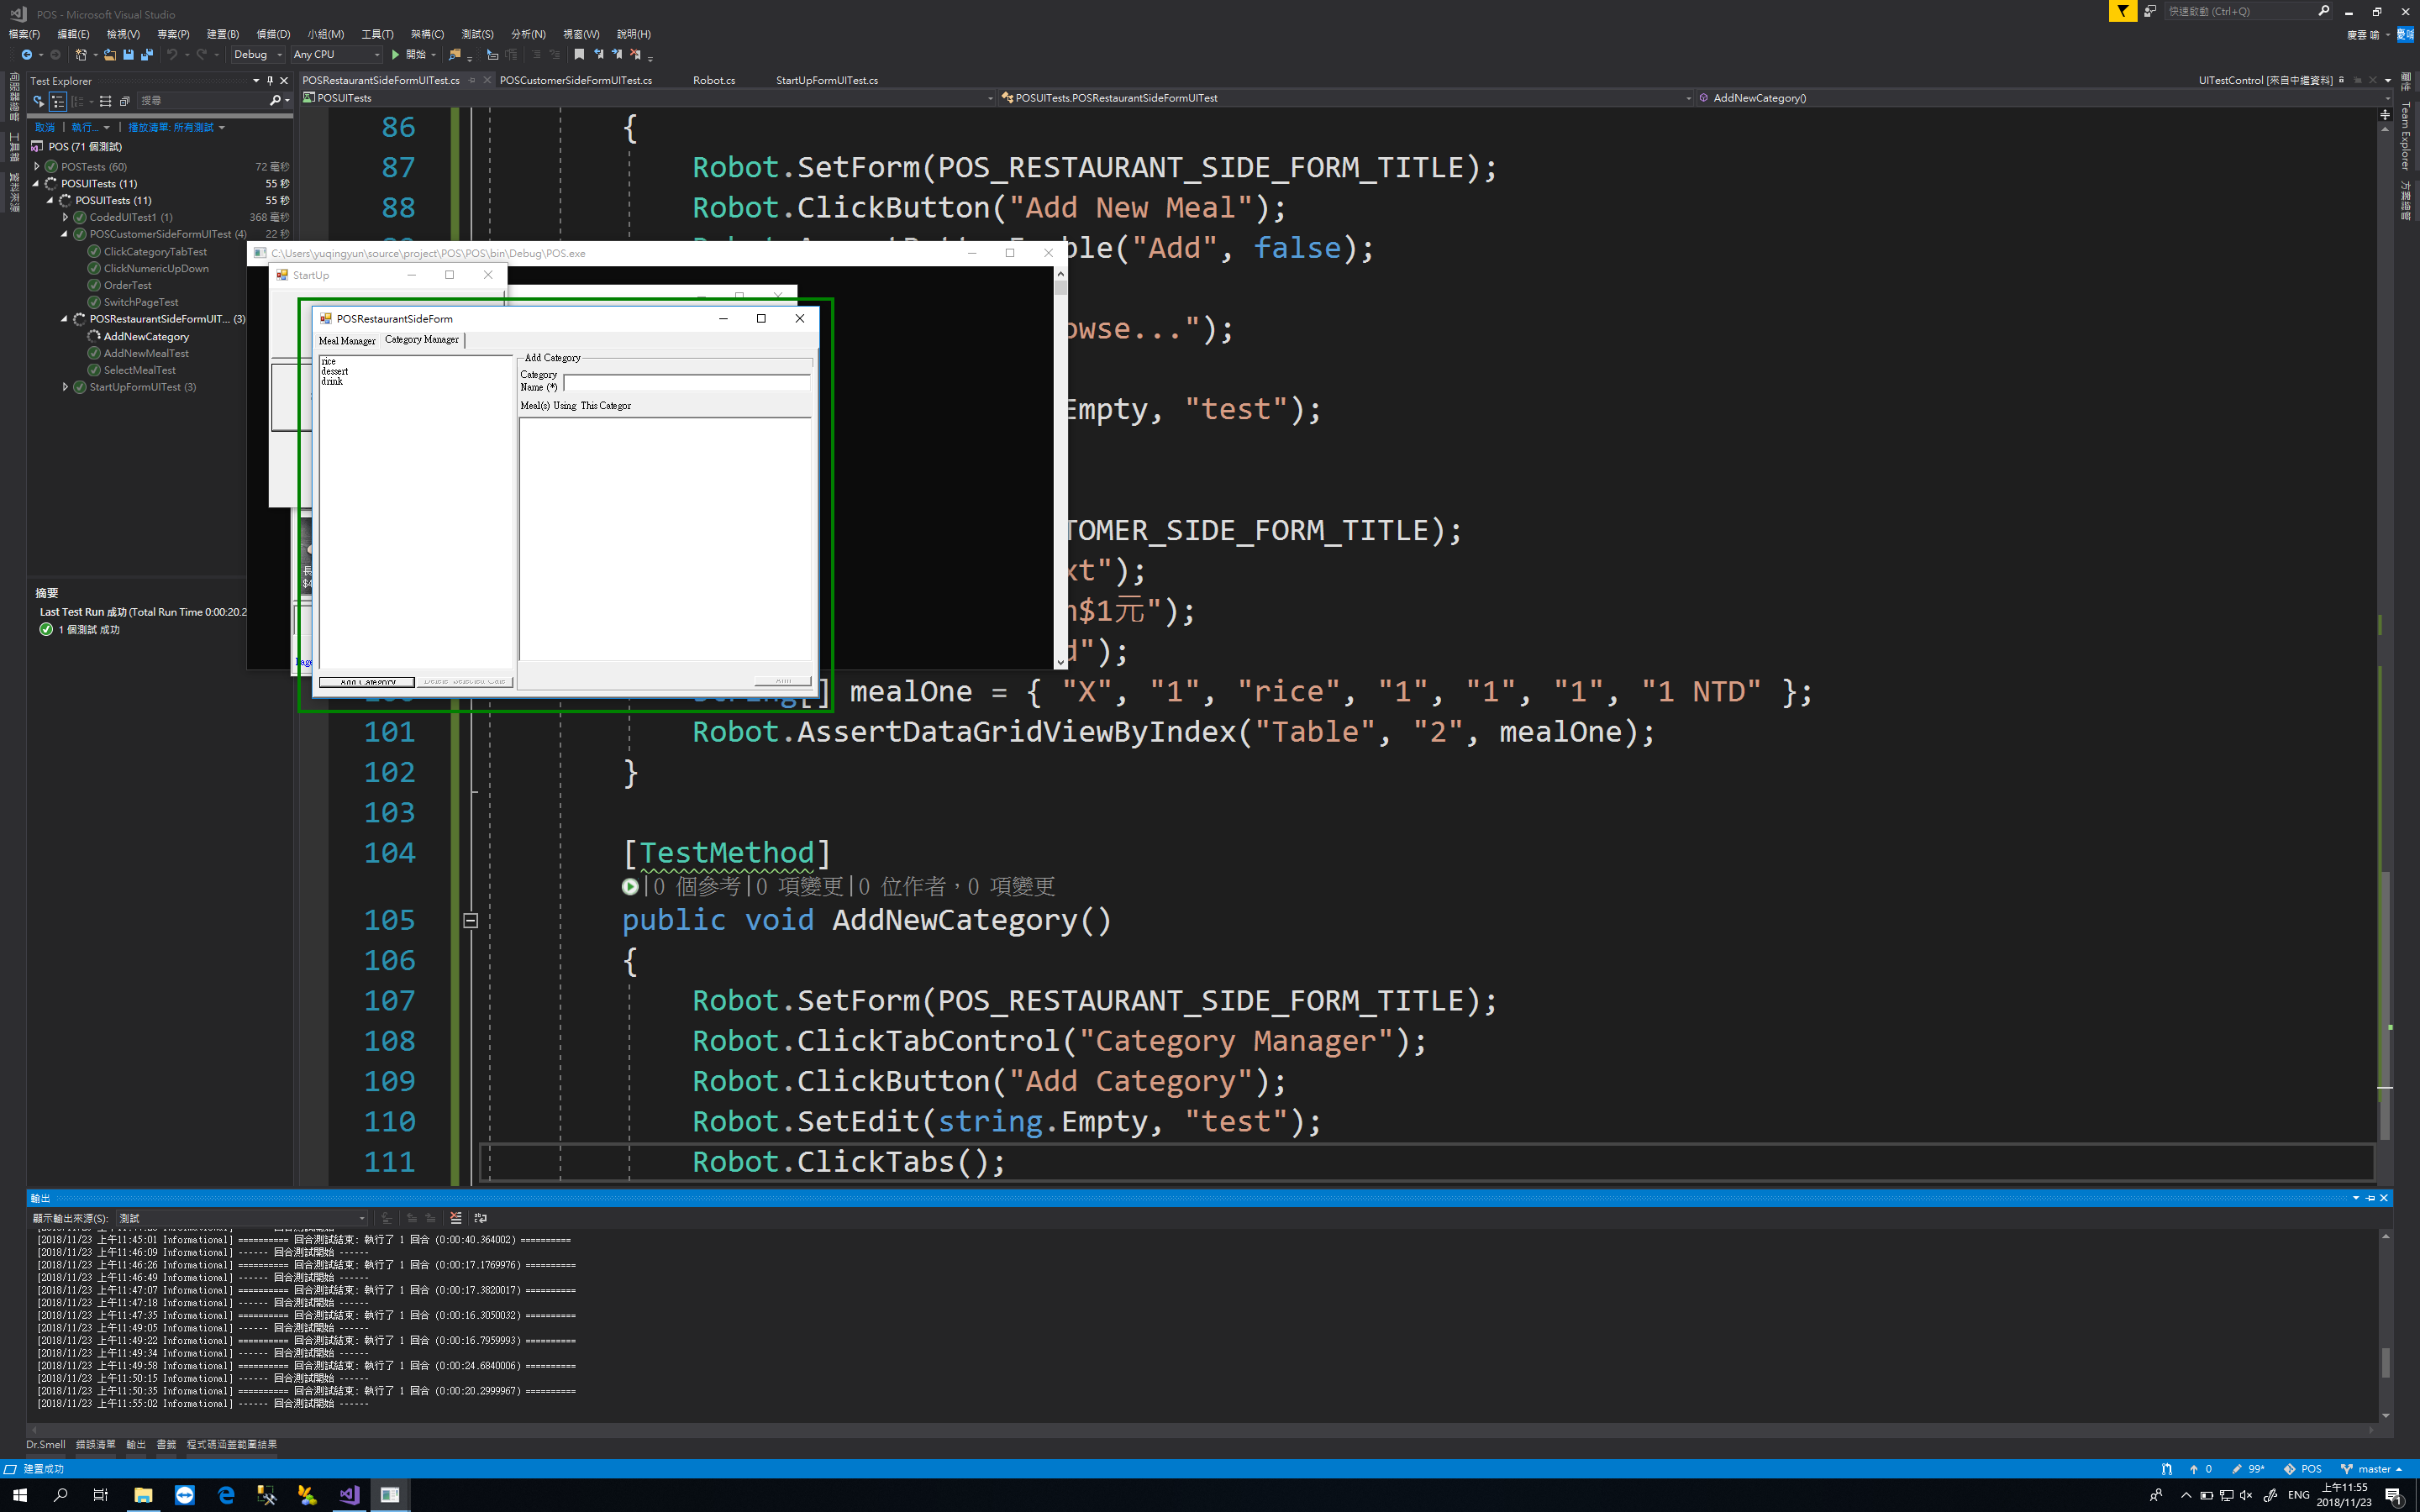 POS - Microsoft Visual Studio
快速啟動 (Ctrl+Q)
檔案(F) 編輯(E) 檢視(V) 專案(P) 建置(B) 偵錯(D) 小組(M) 工具(T) 架構(C) 測試(S) 分析(N) 視窗(W) 說明(H)
慶雲 喻
Debug Any CPU 開始
Test Explorer
POSRestaurantSideFormUITest.cs POSCustomerSideFormUITest.cs Robot.cs StartUpFormUITest.cs UITestControl [來自中繼資料]
搜尋
POSUITests POSUITests.POSRestaurantSideFormUITest AddNewCategory()
取消 執行... 播放清單: 所有測試
POS (71 個測試)
POSTests (60) 72 毫秒
POSUITests (11) 55 秒
POSUITests (11) 55 秒
CodedUITest1 (1) 368 毫秒
POSCustomerSideFormUITest (4) 22 秒
ClickCategoryTabTest
ClickNumericUpDown
OrderTest
SwitchPageTest
POSRestaurantSideFormUIT... (3)
AddNewCategory
AddNewMealTest
SelectMealTest
StartUpFormUITest (3)
摘要
Last Test Run 成功 (Total Run Time 0:00:20.2
1 個測試 成功
Team Explorer
C:\Users\yuqingyun\source\project\POS\POS\bin\Debug\POS.exe
StartUp
POSRestaurantSideForm
Meal Manager Category Manager
rice
dessert
drink
Add Category
Category
Name (*)
Meal(s) Using This Categor
Add Category
86 {
87 Robot.SetForm(POS_RESTAURANT_SIDE_FORM_TITLE);
88 Robot.ClickButton("Add New Meal");
ble("Add", false);
owse...");
Empty, "test");
TOMER_SIDE_FORM_TITLE);
xt");
n$1元");
d");
mealOne = { "X", "1", "rice", "1", "1", "1", "1 NTD" };
101 Robot.AssertDataGridViewByIndex("Table", "2", mealOne);
102 }
103
104 [TestMethod]
|0 個參考|0 項變更|0 位作者，0 項變更
105 public void AddNewCategory()
106 {
107 Robot.SetForm(POS_RESTAURANT_SIDE_FORM_TITLE);
108 Robot.ClickTabControl("Category Manager");
109 Robot.ClickButton("Add Category");
110 Robot.SetEdit(string.Empty, "test");
111 Robot.ClickTabs();
輸出
顯示輸出來源(S): 測試
[2018/11/23 上午11:45:01 Informational] ========== 回合測試結束: 執行了 1 回合 (0:00:40.364002) ==========
[2018/11/23 上午11:46:09 Informational] ------ 回合測試開始 ------
[2018/11/23 上午11:46:26 Informational] ========== 回合測試結束: 執行了 1 回合 (0:00:17.1769976) ==========
[2018/11/23 上午11:46:49 Informational] ------ 回合測試開始 ------
[2018/11/23 上午11:47:07 Informational] ========== 回合測試結束: 執行了 1 回合 (0:00:17.3820017) ==========
[2018/11/23 上午11:47:18 Informational] ------ 回合測試開始 ------
[2018/11/23 上午11:47:35 Informational] ========== 回合測試結束: 執行了 1 回合 (0:00:16.3050032) ==========
[2018/11/23 上午11:49:05 Informational] ------ 回合測試開始 ------
[2018/11/23 上午11:49:22 Informational] ========== 回合測試結束: 執行了 1 回合 (0:00:16.7959993) ==========
[2018/11/23 上午11:49:34 Informational] ------ 回合測試開始 ------
[2018/11/23 上午11:49:58 Informational] ========== 回合測試結束: 執行了 1 回合 (0:00:24.6840006) ==========
[2018/11/23 上午11:50:15 Informational] ------ 回合測試開始 ------
[2018/11/23 上午11:50:35 Informational] ========== 回合測試結束: 執行了 1 回合 (0:00:20.2999967) ==========
[2018/11/23 上午11:55:02 Informational] ------ 回合測試開始 ------
Dr.Smell 錯誤清單 輸出 書籤 程式碼涵蓋範圍結果
建置成功
0 99* POS master
ENG
上午11:55
2018/11/23